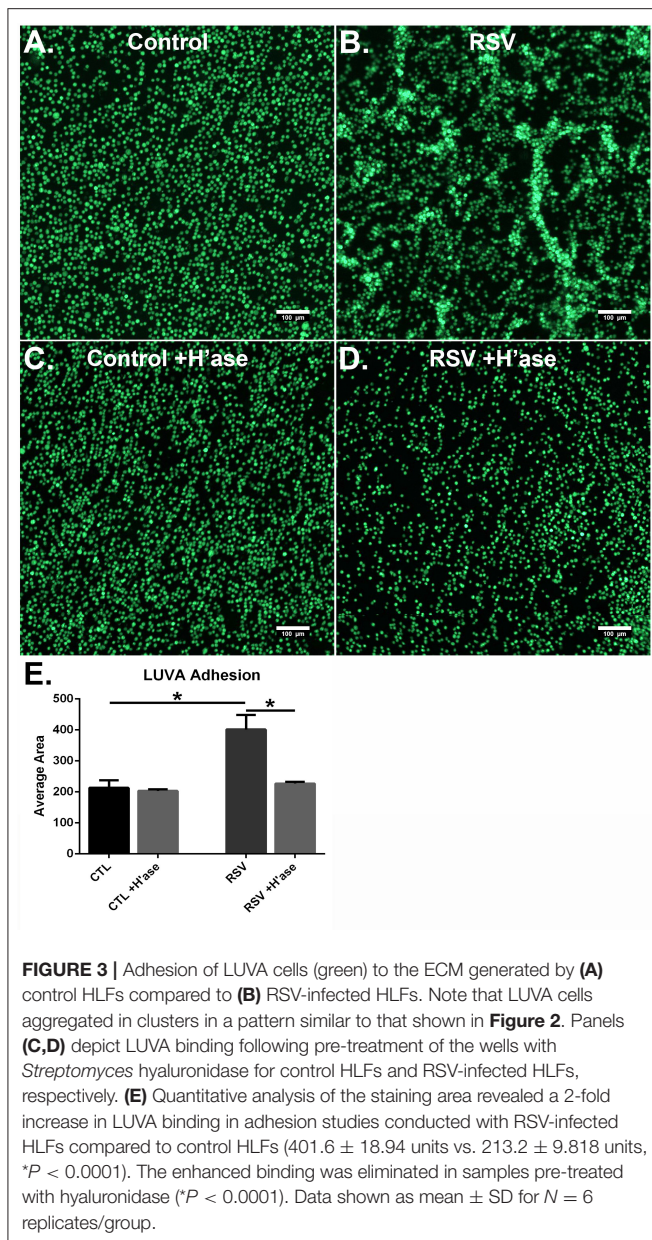 A.
Control
B.
RSV
100 µm
100 µm
C.
Control +H'ase
D.
RSV +H'ase
100 µm
100 µm
E.
LUVA Adhesion
*
*
500
400
300
200
100
0
Average Area
CTL
CTL +H'ase
RSV
RSV +H'ase
FIGURE 3 | Adhesion of LUVA cells (green) to the ECM generated by (A)
control HLFs compared to (B) RSV-infected HLFs. Note that LUVA cells
aggregated in clusters in a pattern similar to that shown in Figure 2. Panels
(C,D) depict LUVA binding following pre-treatment of the wells with
Streptomyces hyaluronidase for control HLFs and RSV-infected HLFs,
respectively. (E) Quantitative analysis of the staining area revealed a 2-fold
increase in LUVA binding in adhesion studies conducted with RSV-infected
HLFs compared to control HLFs (401.6 ± 18.94 units vs. 213.2 ± 9.818 units,
*P < 0.0001). The enhanced binding was eliminated in samples pre-treated
with hyaluronidase (*P < 0.0001). Data shown as mean ± SD for N = 6
replicates/group.